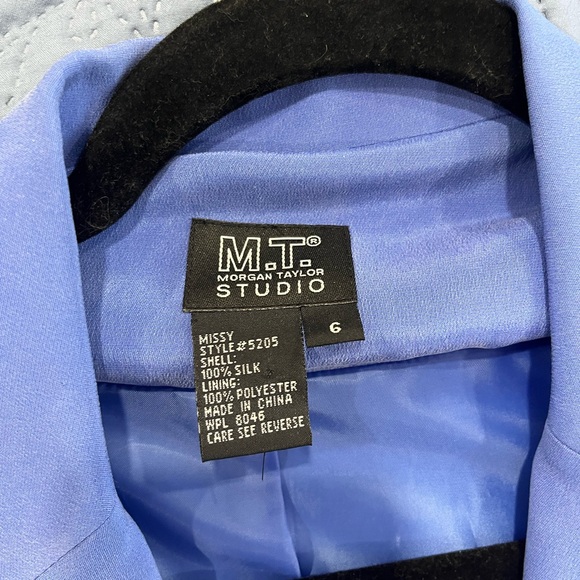 M.T.®
MORGAN TAYLOR
STUDIO
6
MISSY
STYLE#5205
SHELL:
100% SILK
LINING:
100% POLYESTER
MADE IN CHINA
WPL 8046
CARE SEE REVERSE